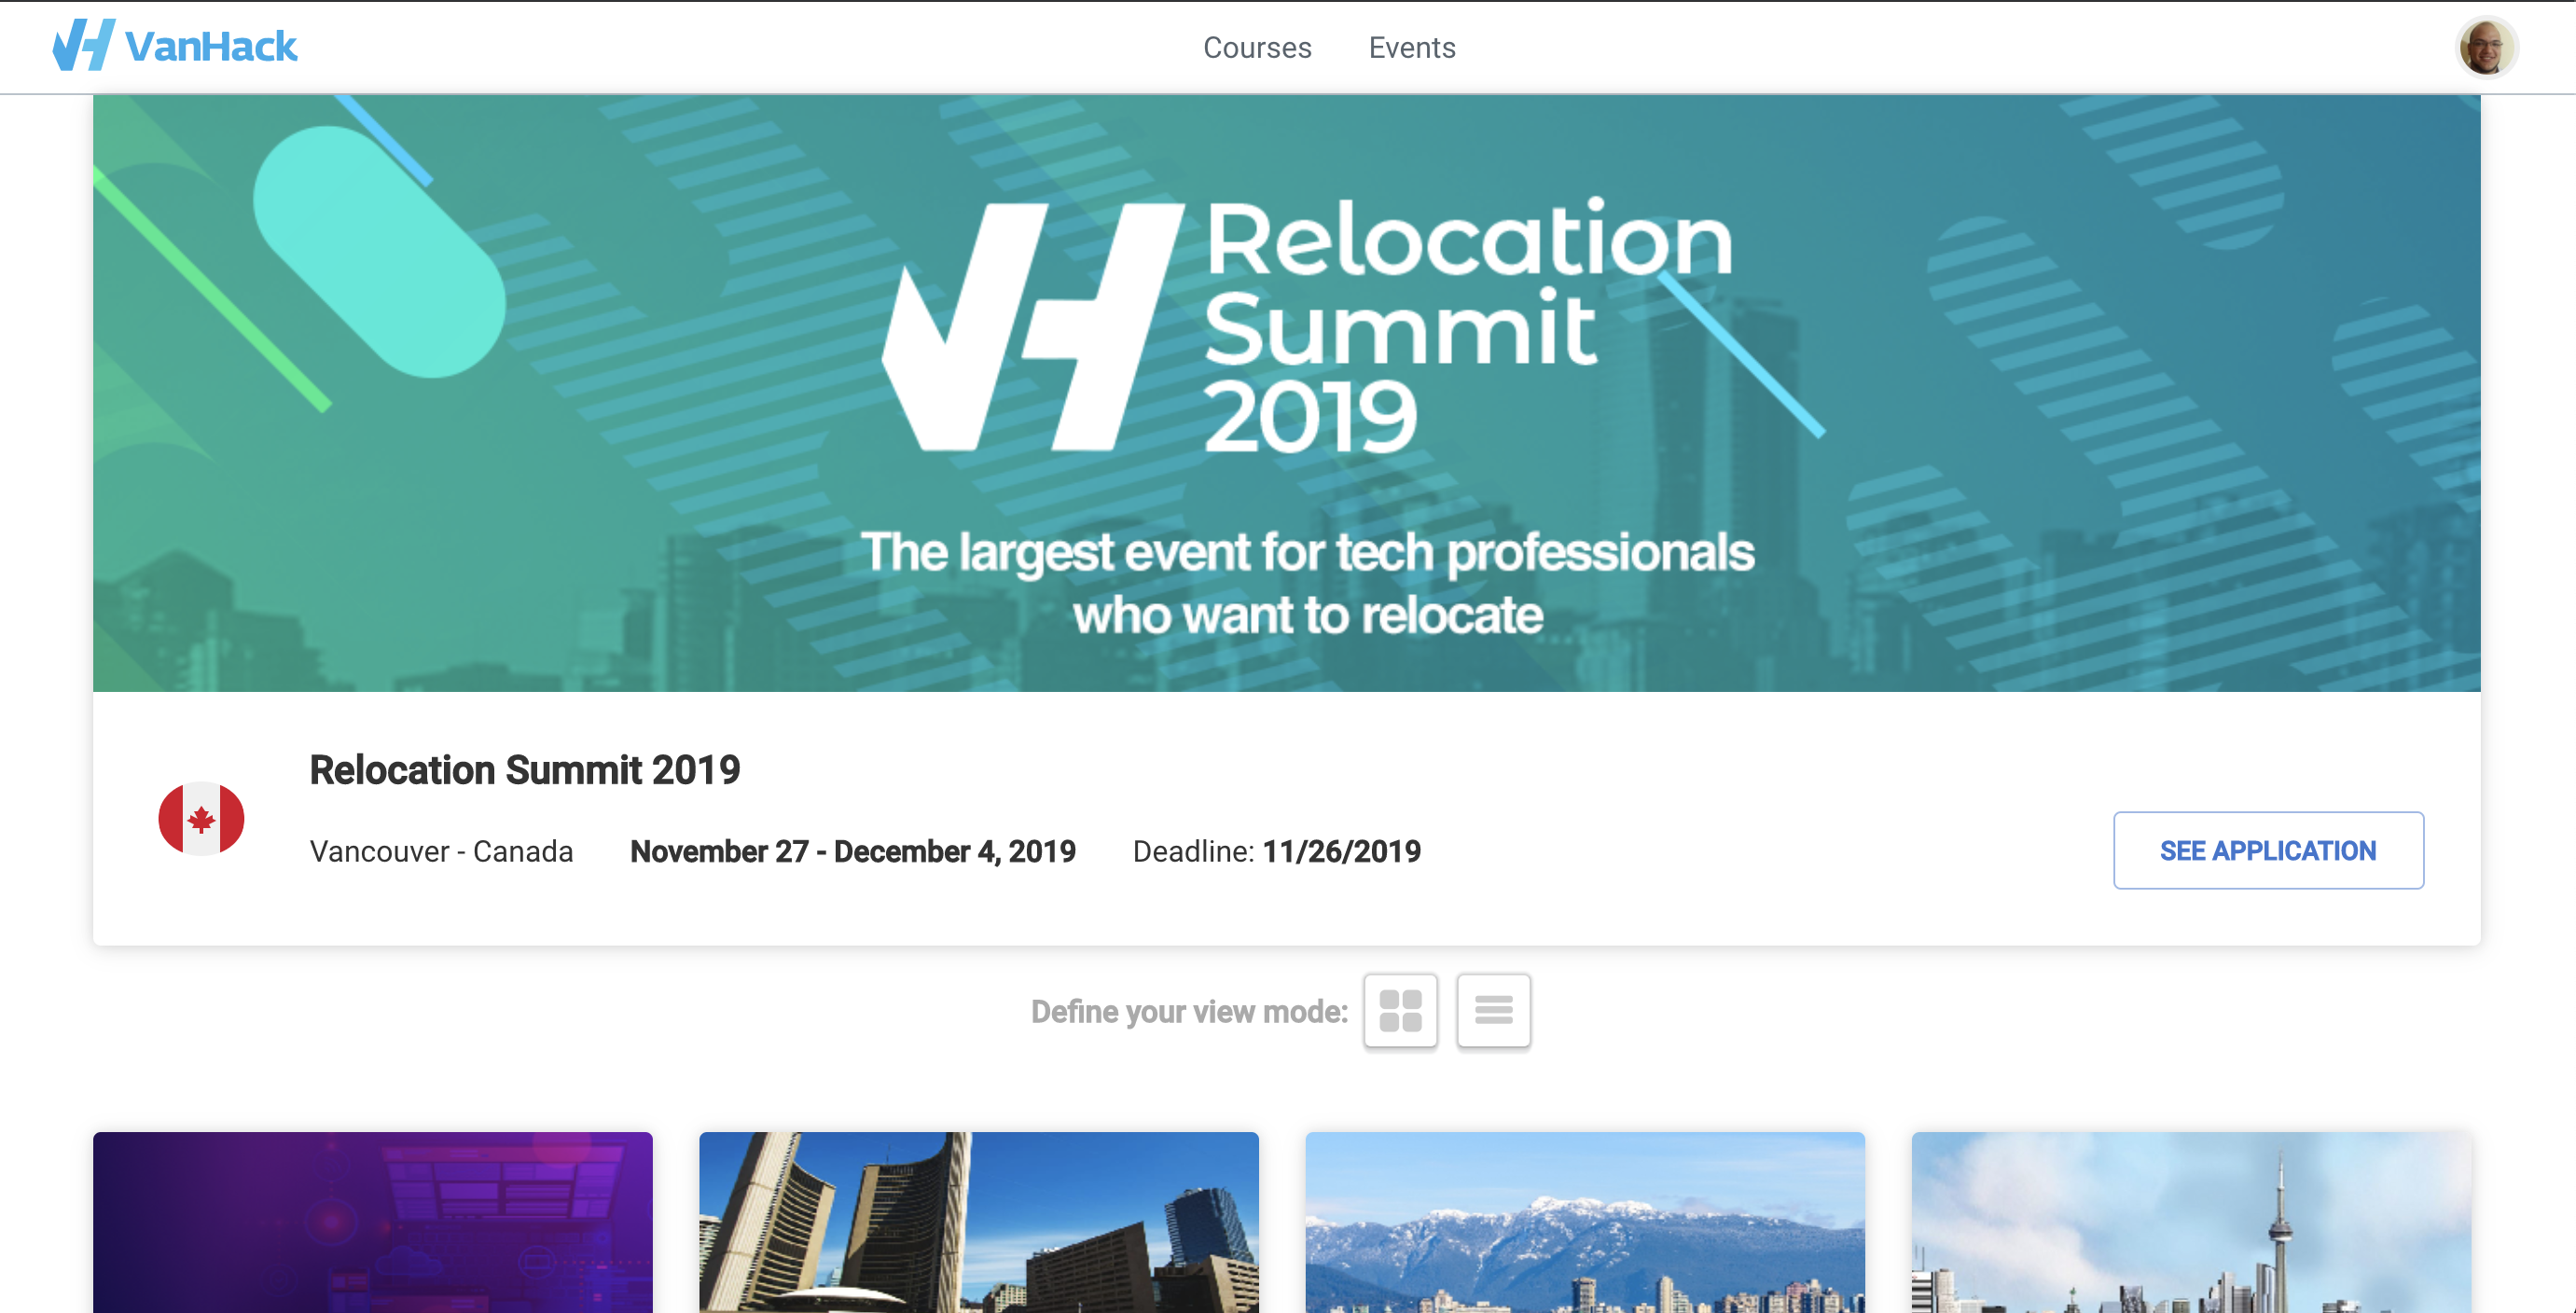 VanHack
Courses Events
Relocation
Summit
2019
The largest event for tech professionals
who want to relocate
Relocation Summit 2019
Vancouver - Canada November 27 - December 4, 2019 Deadline: 11/26/2019
SEE APPLICATION
Define your view mode: